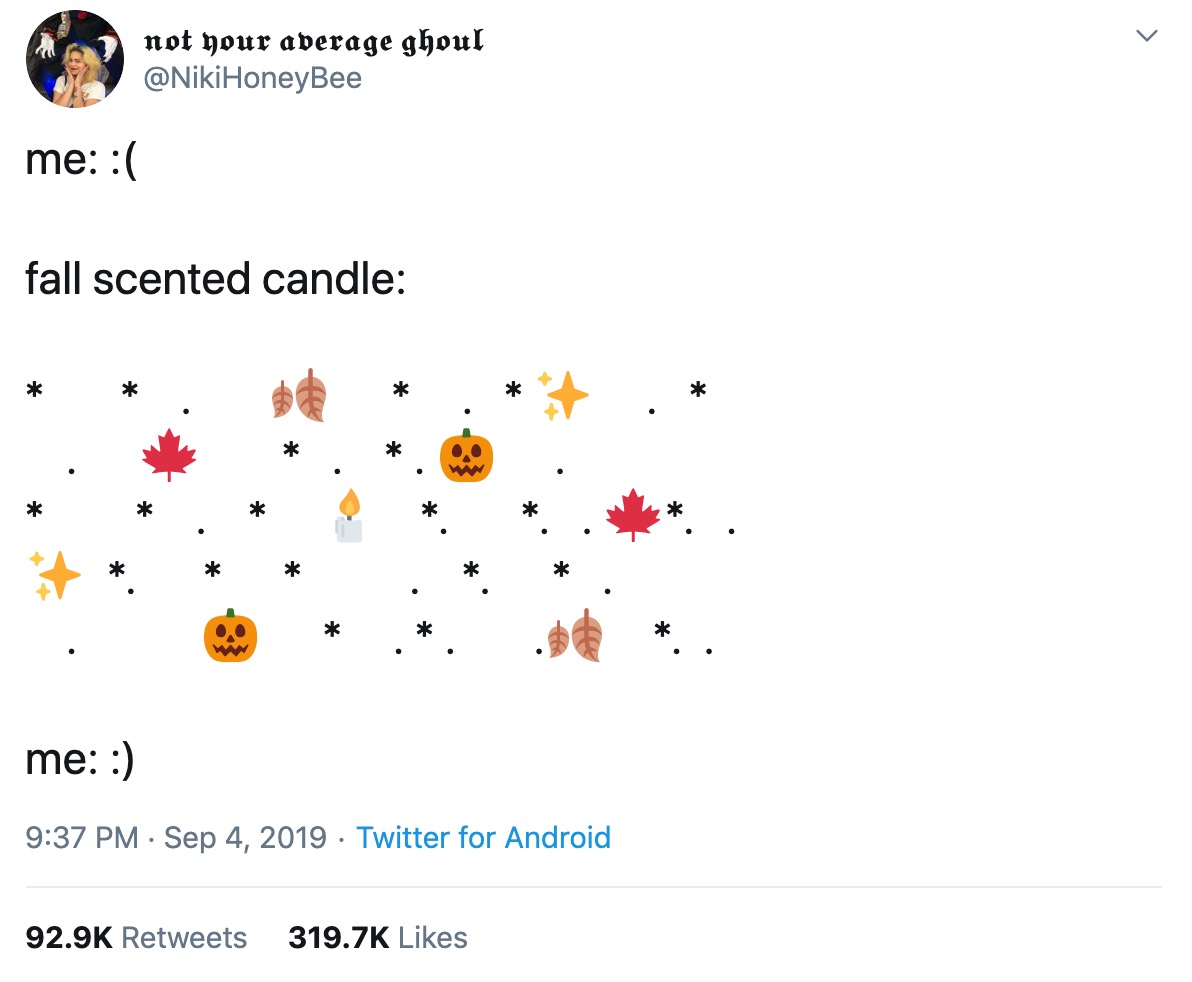 𝖓𝖔𝖙 𝖞𝖔𝖚𝖗 𝖆𝖛𝖊𝖗𝖆𝖌𝖊 𝖌𝖍𝖔𝖚𝖑
@NikiHoneyBee
me: :(
fall scented candle:
* * . 🍂 * . * ✨ . *
. 🍁 * . * . 🎃 .
* * . * 🕯 * . * . . 🍁 * . .
✨ * . * * . * . * .
. 🎃 * . * . . 🍂 * . .
me: :)
9:37 PM · Sep 4, 2019 · Twitter for Android
92.9K Retweets 319.7K Likes